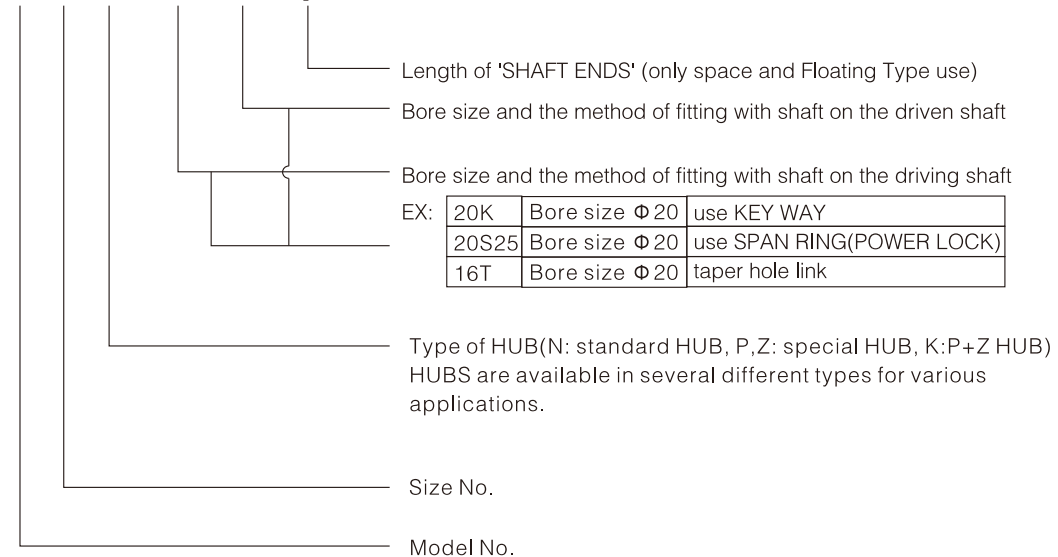 Length of 'SHAFT ENDS' (only space and Floating Type use)
Bore size and the method of fitting with shaft on the driven shaft
Bore size and the method of fitting with shaft on the driving shaft
EX: 20K Bore size Φ20 use KEY WAY
20S25 Bore size Φ20 use SPAN RING(POWER LOCK)
16T Bore size Φ20 taper hole link
Type of HUB(N: standard HUB, P,Z: special HUB, K:P+Z HUB)
HUBS are available in several different types for various
applications.
Size No.
Model No.